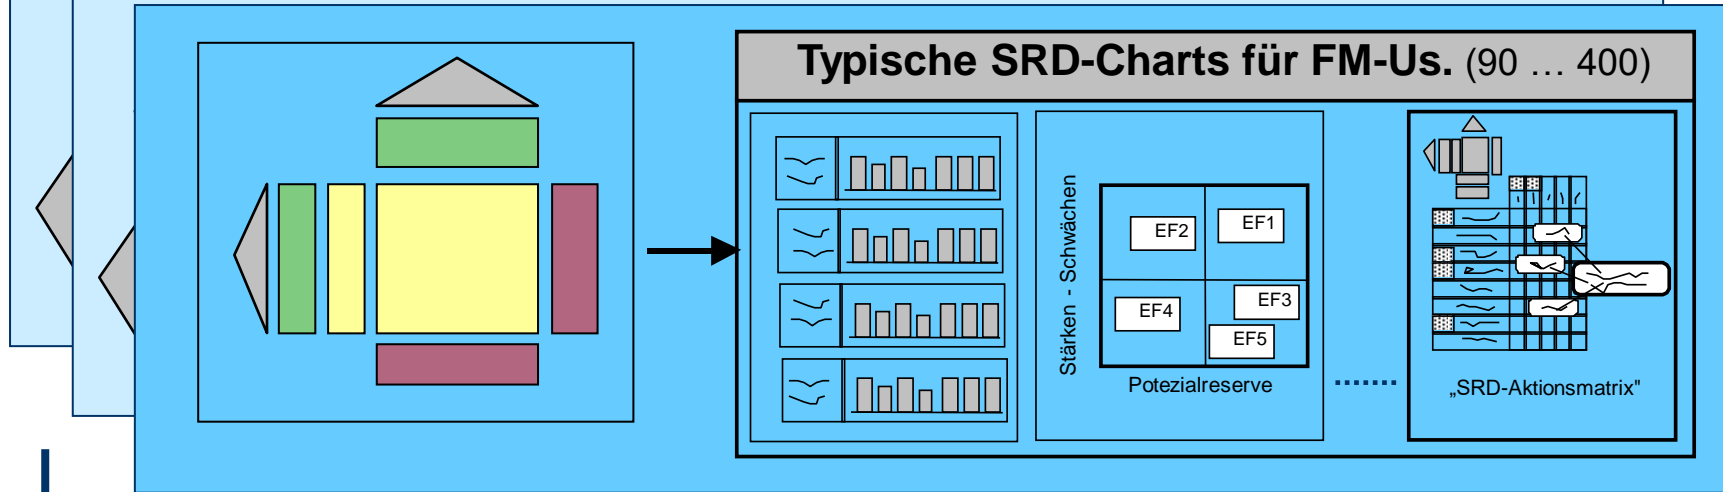 Typische SRD-Charts für FM-Us. (90 … 400)
Stärken - Schwächen
EF2
EF1
EF4
EF3
EF5
Potezialreserve
........
„SRD-Aktionsmatrix"